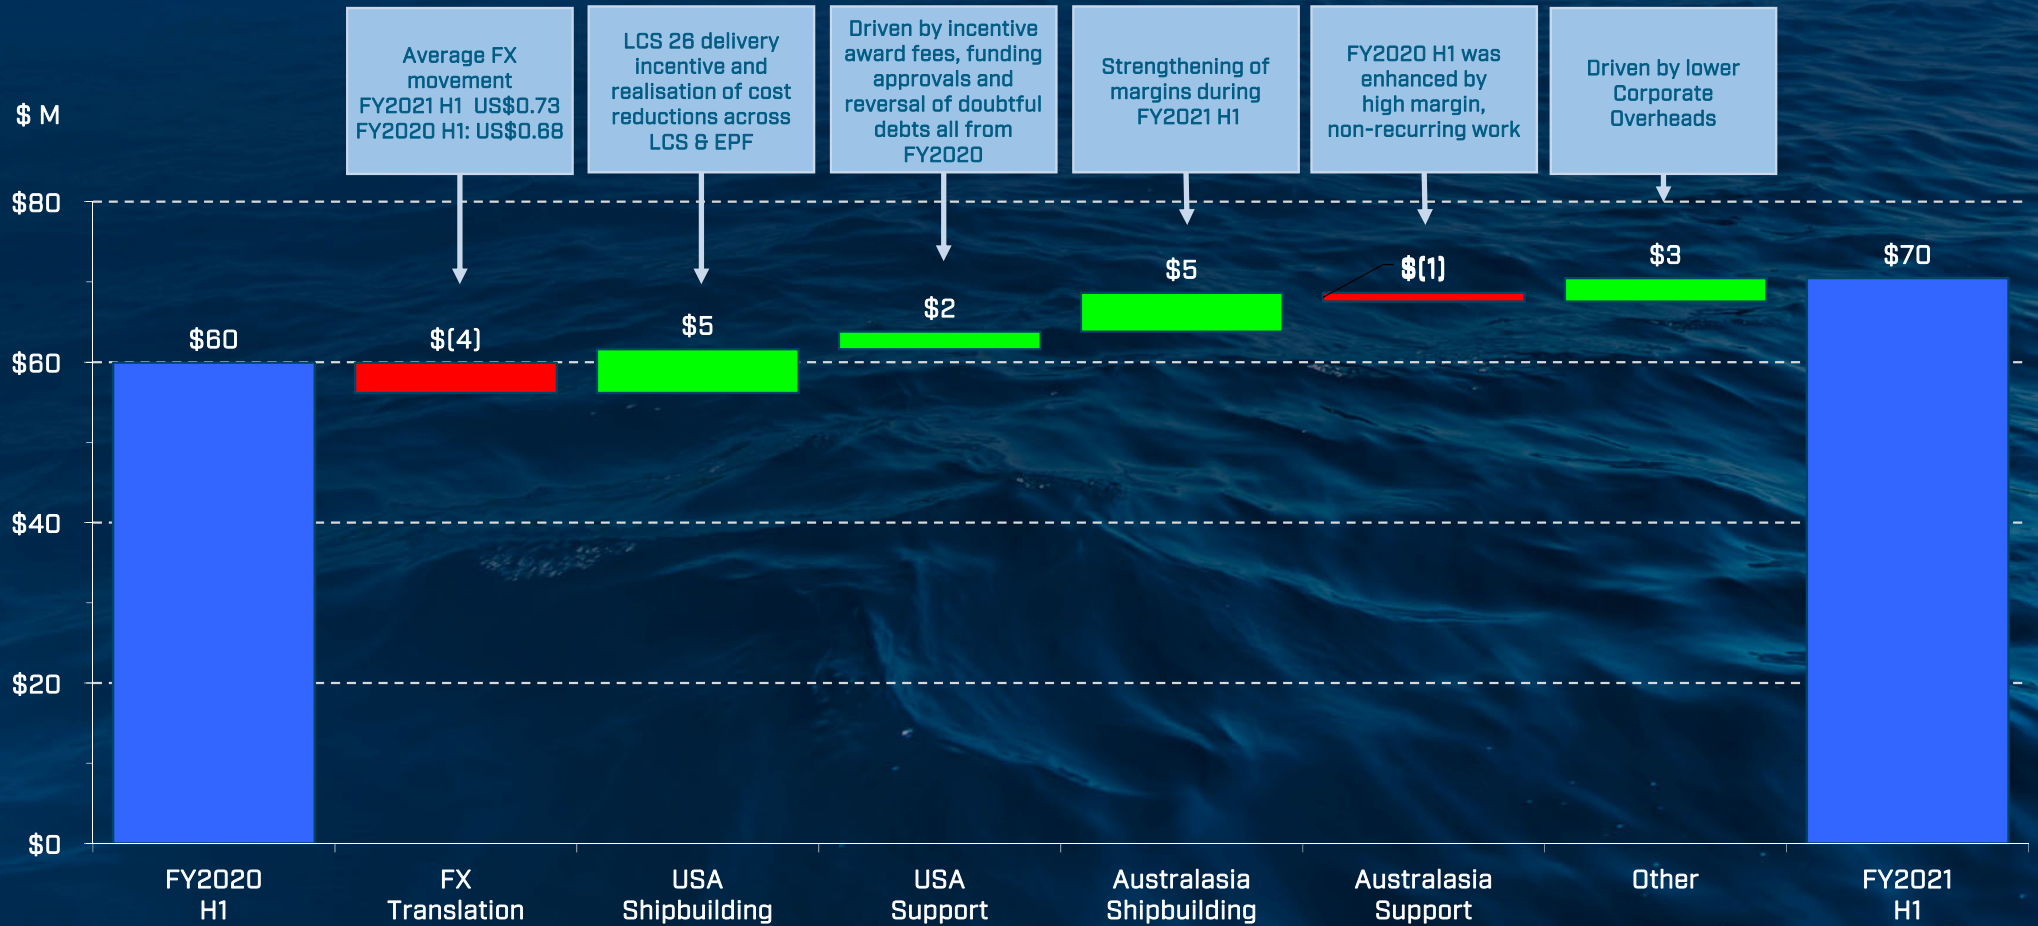 Average FX
movement
FY2021 H1  US$0.73
FY2020 H1: US$0.68
LCS 26 delivery
incentive and
realisation of cost
reductions across
LCS & EPF
Driven by incentive
award fees, funding
approvals and
reversal of doubtful
debts all from
FY2020
Strengthening of
margins during
FY2021 H1
FY2020 H1 was
enhanced by
high margin,
non-recurring work
Driven by lower
Corporate
Overheads
$ M
$80
$60
$40
$20
$0
$60
$(4)
$5
$2
$5
$(1)
$3
$70
FY2020
H1
FX
Translation
USA
Shipbuilding
USA
Support
Australasia
Shipbuilding
Australasia
Support
Other
FY2021
H1